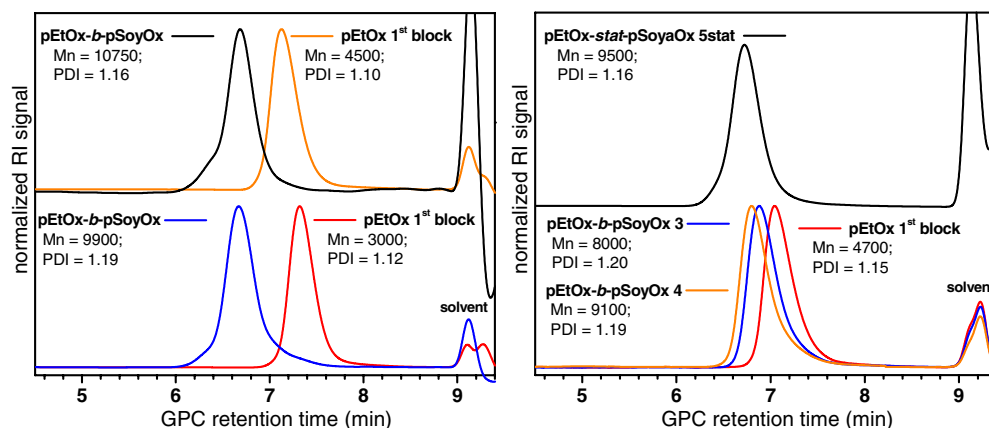 normalized RI signal
pEtOx-b-pSoyOx
Mn = 10750;
PDI = 1.16
pEtOx 1st block
Mn = 4500;
PDI = 1.10
pEtOx-b-pSoyOx
Mn = 9900;
PDI = 1.19
pEtOx 1st block
Mn = 3000;
PDI = 1.12
solvent
5 6 7 8 9
GPC retention time (min)
normalized RI signal
pEtOx-stat-pSoyaOx 5stat
Mn = 9500;
PDI = 1.16
pEtOx-b-pSoyOx 3
Mn = 8000;
PDI = 1.20
pEtOx-b-pSoyOx 4
Mn = 9100;
PDI = 1.19
pEtOx 1st block
Mn = 4700;
PDI = 1.15
solven
5 6 7 8 9
GPC retention time (min)